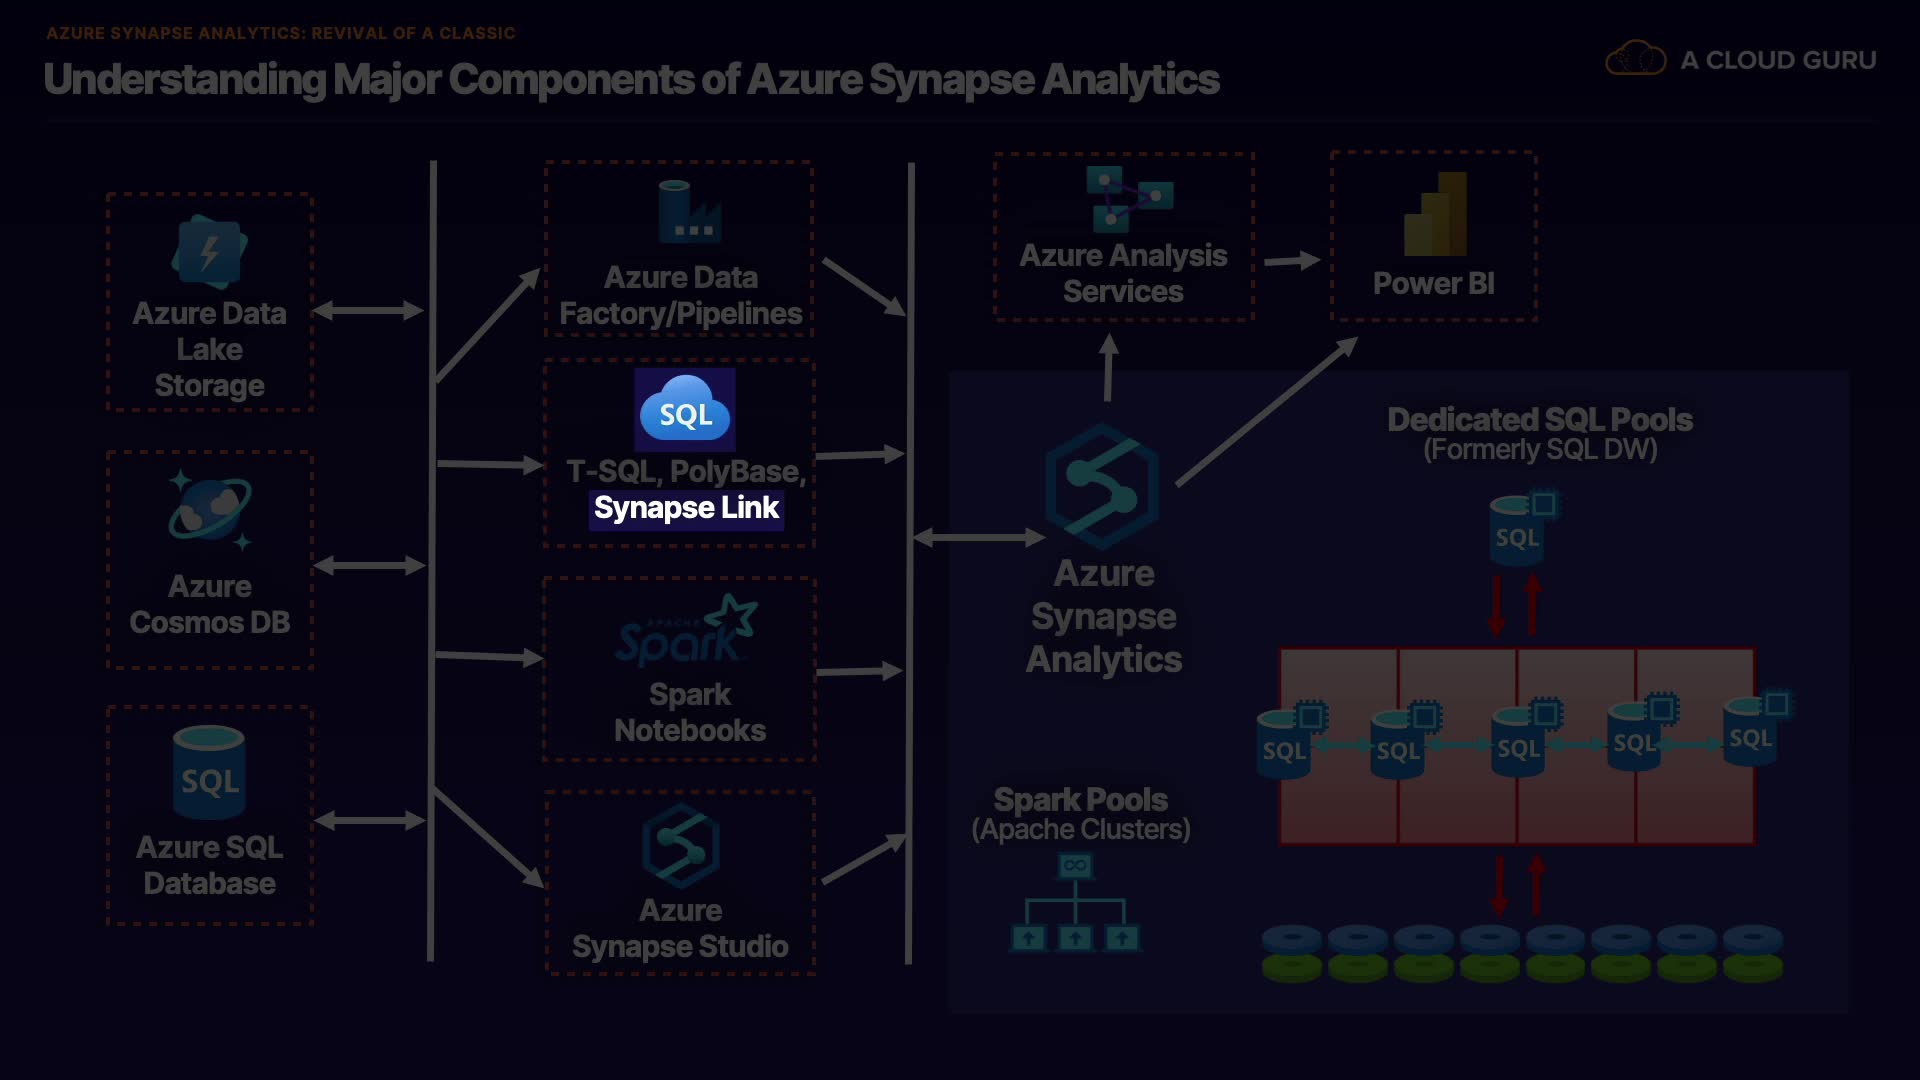 AZURE SYNAPSE ANALYTICS: REVIVAL OF A CLASSIC
Understanding Major Components of Azure Synapse Analytics
A CLOUD GURU
Azure Data
Lake
Storage
Azure
Cosmos DB
SQL
Azure SQL
Database
Azure Data
Factory/Pipelines
SQL
T-SQL, PolyBase,
Synapse Link
APACHE
Spark
Spark
Notebooks
Azure
Synapse Studio
Azure Analysis
Services
Power BI
Azure
Synapse
Analytics
Spark Pools
(Apache Clusters)
Dedicated SQL Pools
(Formerly SQL DW)
SQL
SQL
SQL
SQL
SQL
SQL